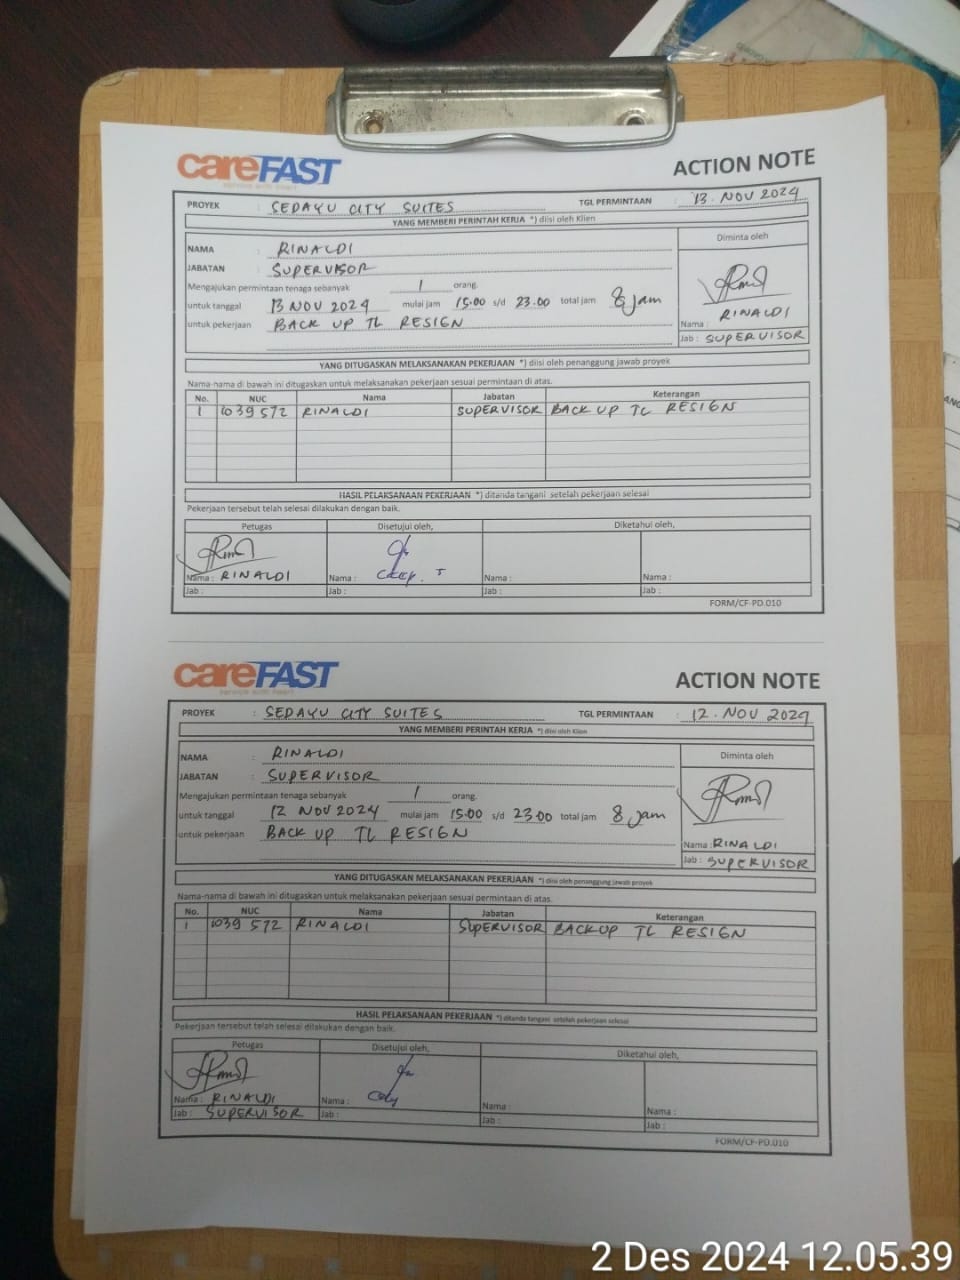 careFAST
service with heart
ACTION NOTE
PROYEK : SEDAYU CITY SUITES TGL PERMINTAAN : 13. NOV 2024
YANG MEMBERI PERINTAH KERJA *) diisi oleh Klien
NAMA : RINALDI
JABATAN : SUPERVISOR
Mengajukan permintaan tenaga sebanyak 1 orang.
untuk tanggal 13 NOV 2024 mulai jam 15.00 s/d 23.00 total jam 8 jam
untuk pekerjaan BACK UP TL RESIGN
Diminta oleh
Nama : RINALDI
Jab : SUPERVISOR
YANG DITUGASKAN MELAKSANAKAN PEKERJAAN *) diisi oleh penanggung jawab proyek
Nama-nama di bawah ini ditugaskan untuk melaksanakan pekerjaan sesuai permintaan di atas.
No. NUC Nama Jabatan Keterangan
1 1039572 RINALDI SUPERVISOR BACK UP TL RESIGN
HASIL PELAKSANAAN PEKERJAAN *) ditanda tangani setelah pekerjaan selesai
Pekerjaan tersebut telah selesai dilakukan dengan baik.
Petugas Disetujui oleh, Diketahui oleh,
Nama : RINALDI Nama : Nama : Nama :
Jab : Jab : Jab : Jab :
FORM/CF-PD.010
careFAST
service with heart
ACTION NOTE
PROYEK : SEDAYU CITY SUITES TGL PERMINTAAN : 12. NOV 2024
YANG MEMBERI PERINTAH KERJA *) diisi oleh Klien
NAMA : RINALDI
JABATAN : SUPERVISOR
Mengajukan permintaan tenaga sebanyak 1 orang.
untuk tanggal 12 NOV 2024 mulai jam 15.00 s/d 23.00 total jam 8 jam
untuk pekerjaan BACK UP TL RESIGN
Diminta oleh
Nama : RINALDI
Jab : SUPERVISOR
YANG DITUGASKAN MELAKSANAKAN PEKERJAAN *) diisi oleh penanggung jawab proyek
Nama-nama di bawah ini ditugaskan untuk melaksanakan pekerjaan sesuai permintaan di atas.
No. NUC Nama Jabatan Keterangan
1 1039 572 RINALDI SUPERVISOR BACK UP TL RESIGN
HASIL PELAKSANAAN PEKERJAAN *) ditanda tangani setelah pekerjaan selesai
Pekerjaan tersebut telah selesai dilakukan dengan baik.
Petugas Disetujui oleh, Diketahui oleh,
Nama : RINALDI Nama : Nama : Nama :
Jab : SUPERVISOR Jab : Jab : Jab :
FORM/CF-PD.010
2 Des 2024 12.05.39